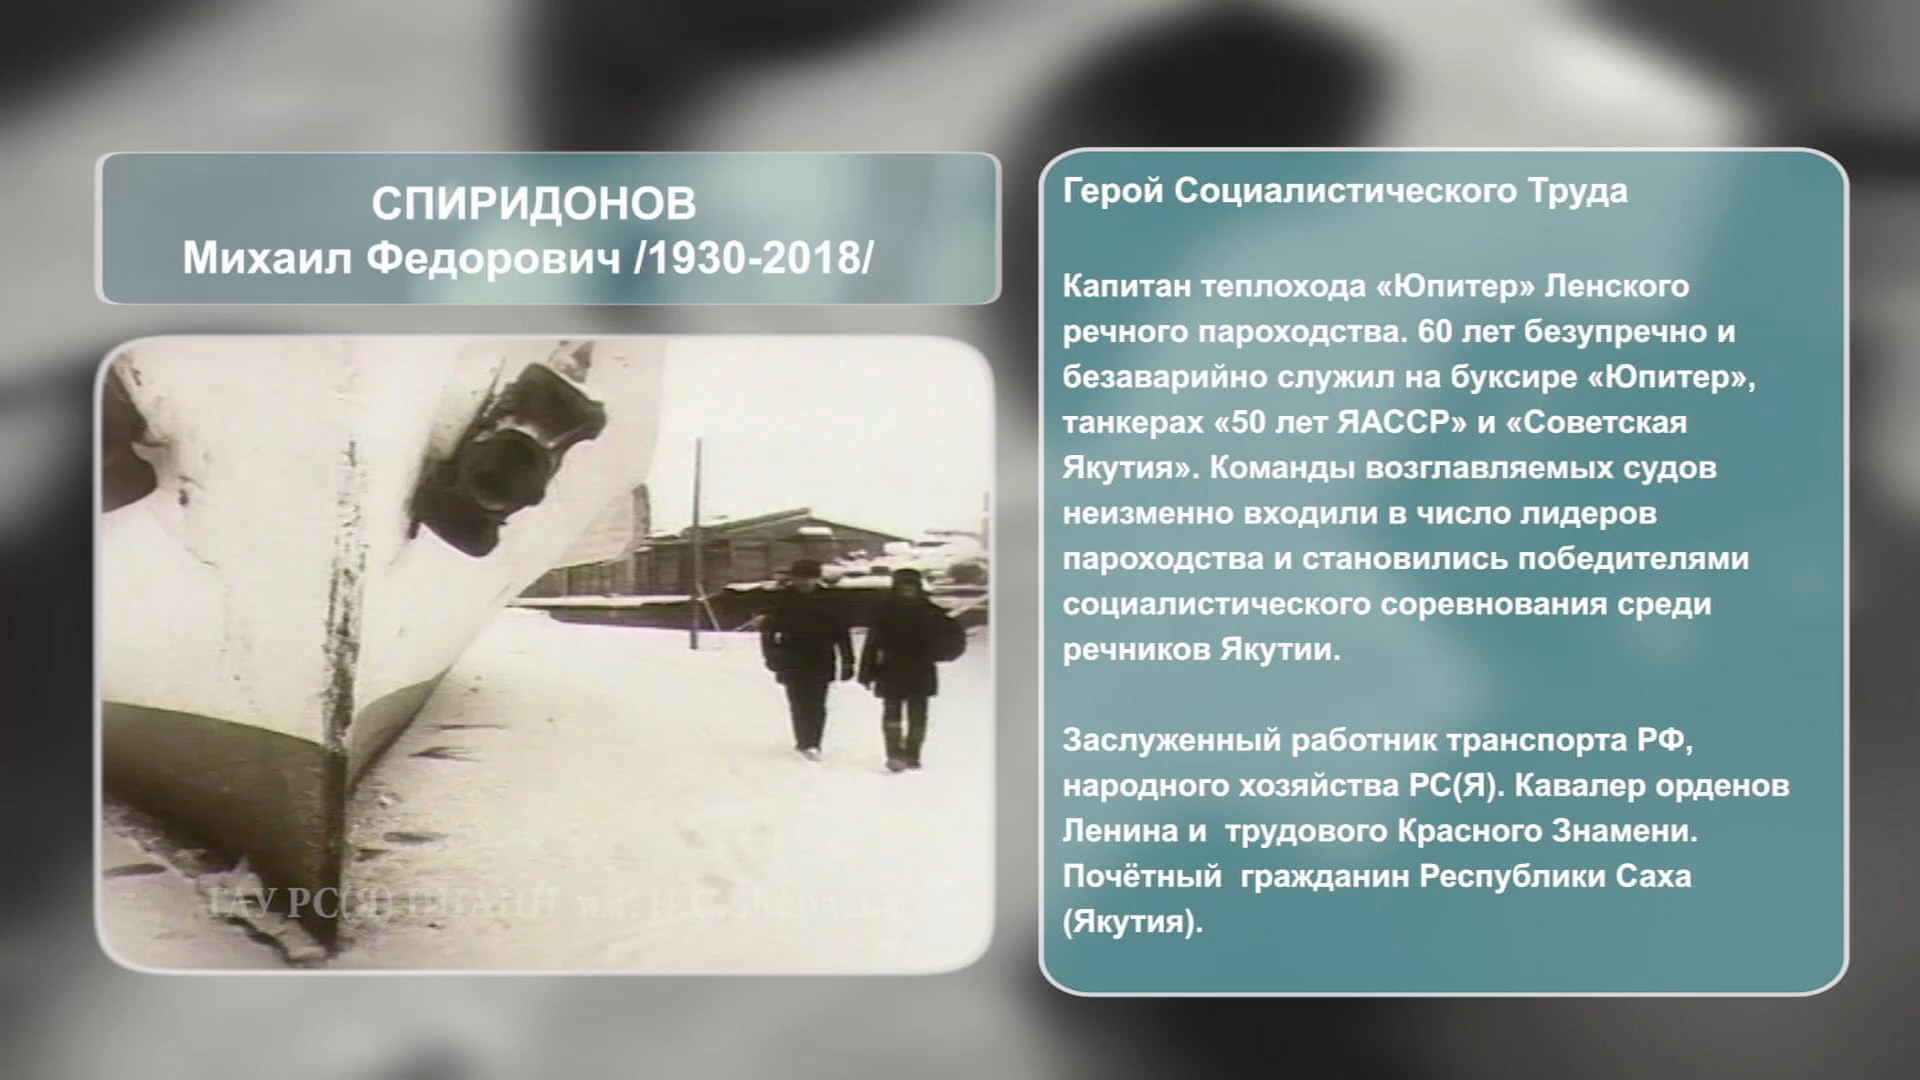 СПИРИДОНОВ
Михаил Федорович /1930-2018/
Герой Социалистического Труда
Капитан теплохода «Юпитер» Ленского
речного пароходства. 60 лет безупречно и
безаварийно служил на буксире «Юпитер»,
танкерах «50 лет ЯАССР» и «Советская
Якутия». Команды возглавляемых судов
неизменно входили в число лидеров
пароходства и становились победителями
социалистического соревнования среди
речников Якутии.
Заслуженный работник транспорта РФ,
народного хозяйства РС(Я). Кавалер орденов
Ленина и  трудового Красного Знамени.
Почётный  гражданин Республики Саха
(Якутия).
ГАУ РС(Я) им.